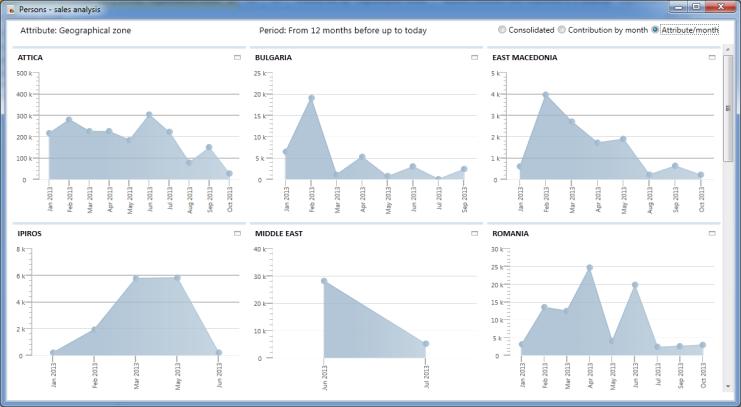 Persons - sales analysis
Attribute: Geographical zone
Period: From 12 months before up to today
Consolidated
Contribution by month
Attribute/month
ATTICA
500 k
400 k
300 k
200 k
100 k
0
Jan 2013
Feb 2013
Mar 2013
Apr 2013
May 2013
Jun 2013
Jul 2013
Aug 2013
Sep 2013
Oct 2013
BULGARIA
25 k
20 k
15 k
10 k
5 k
0
Jan 2013
Feb 2013
Mar 2013
Apr 2013
May 2013
Jun 2013
Jul 2013
Sep 2013
EAST MACEDONIA
5 k
4 k
3 k
2 k
1 k
0
Jan 2013
Feb 2013
Mar 2013
Apr 2013
May 2013
Aug 2013
Sep 2013
Oct 2013
IPIROS
8 k
6 k
4 k
2 k
0
Jan 2013
Feb 2013
Mar 2013
May 2013
Jun 2013
MIDDLE EAST
40 k
30 k
20 k
10 k
0
Jun 2013
Jul 2013
ROMANIA
30 k
25 k
20 k
15 k
10 k
5 k
0
Jan 2013
Feb 2013
Mar 2013
Apr 2013
May 2013
Jun 2013
Jul 2013
Aug 2013
Sep 2013
Oct 2013